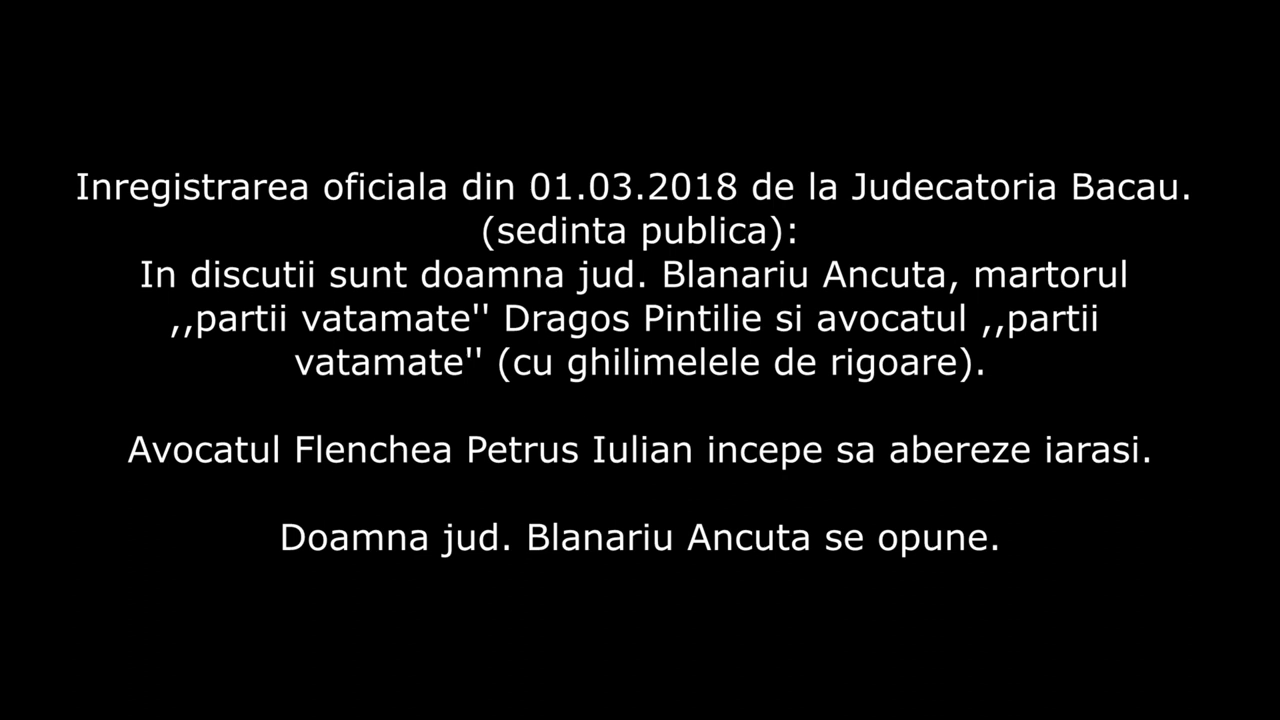 Inregistrarea oficiala din 01.03.2018 de la Judecatoria Bacau.
(sedinta publica):
In discutii sunt doamna jud. Blanariu Ancuta, martorul
,,partii vatamate'' Dragos Pintilie si avocatul ,,partii
vatamate'' (cu ghilimelele de rigoare).
Avocatul Flenchea Petrus Iulian incepe sa abereze iarasi.
Doamna jud. Blanariu Ancuta se opune.